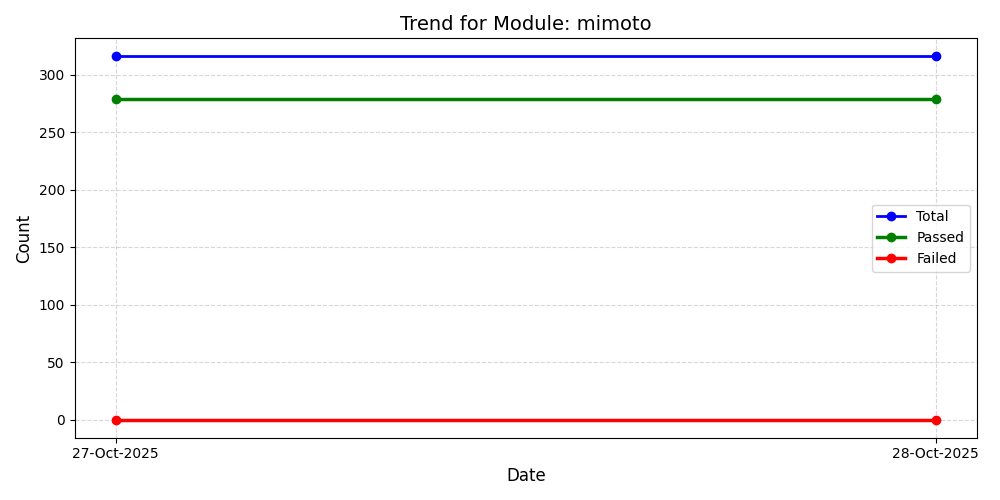 Trend for Module: mimoto
Count
300
250
200
150
100
50
0
Total
Passed
Failed
27-Oct-2025
28-Oct-2025
Date